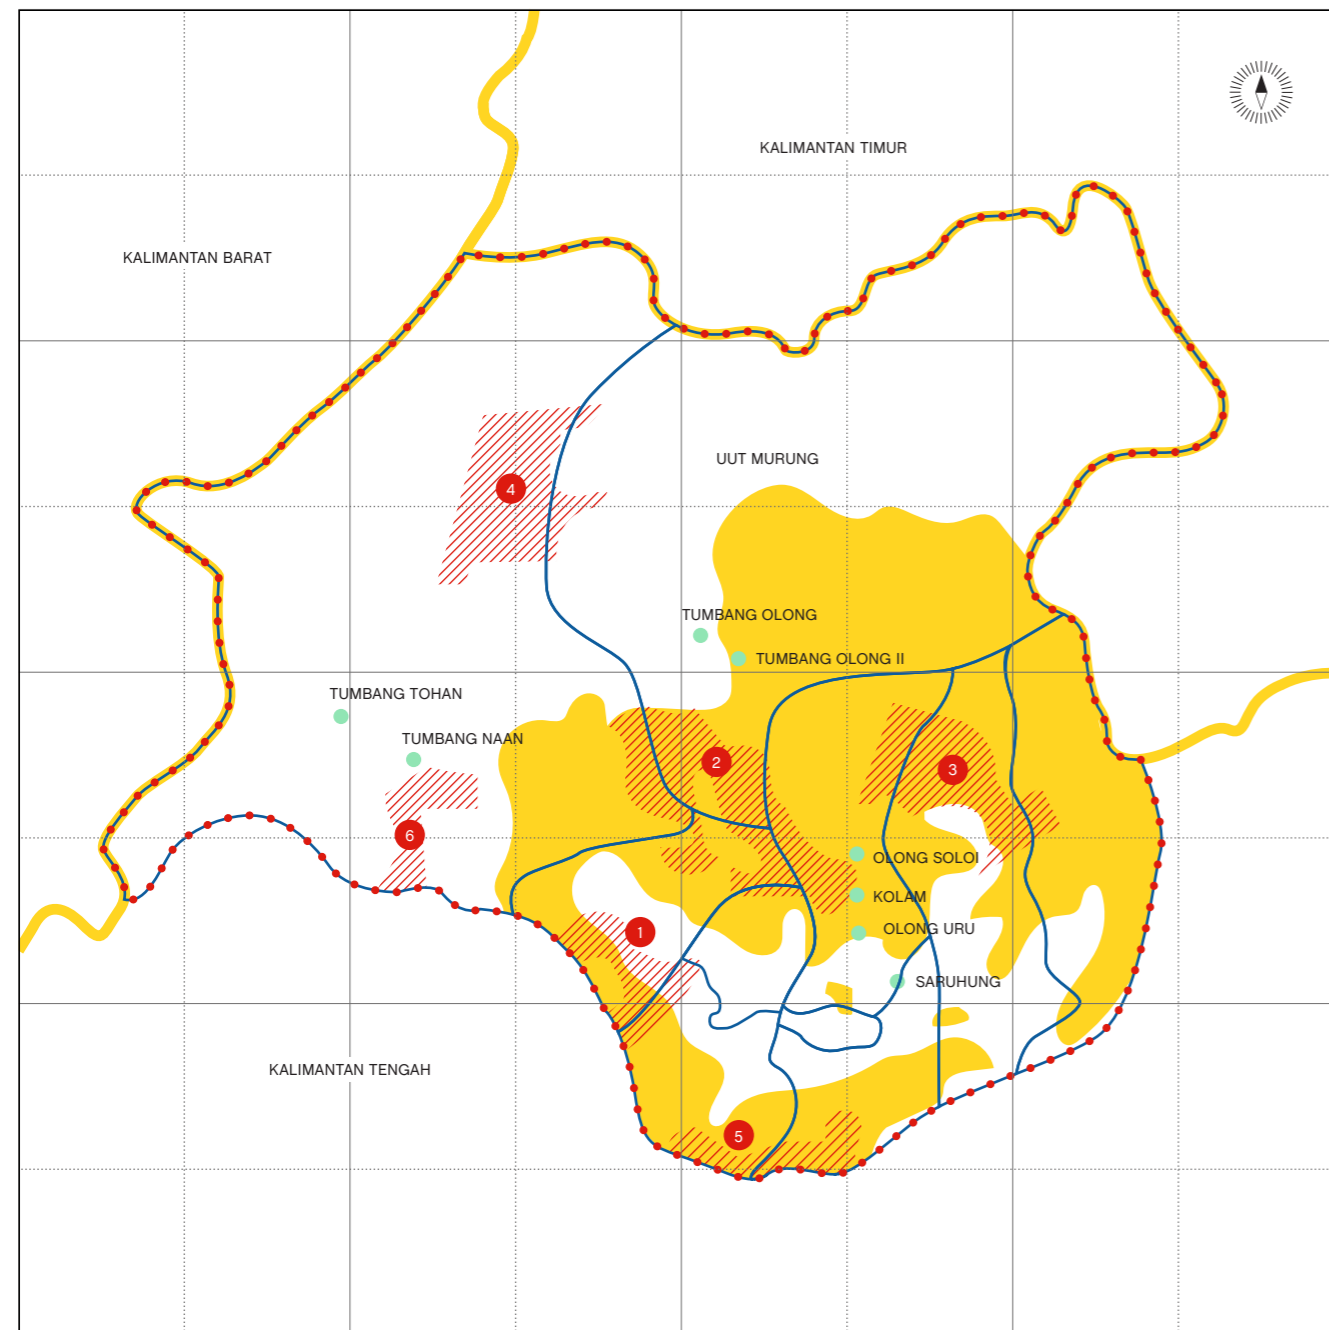 KALIMANTAN TIMUR
KALIMANTAN BARAT
UUT MURUNG
4
TUMBANG OLONG
TUMBANG OLONG II
TUMBANG TOHAN
TUMBANG NAAN
2
3
6
OLONG SOLOI
KOLAM
OLONG URU
1
SARUHUNG
KALIMANTAN TENGAH
5